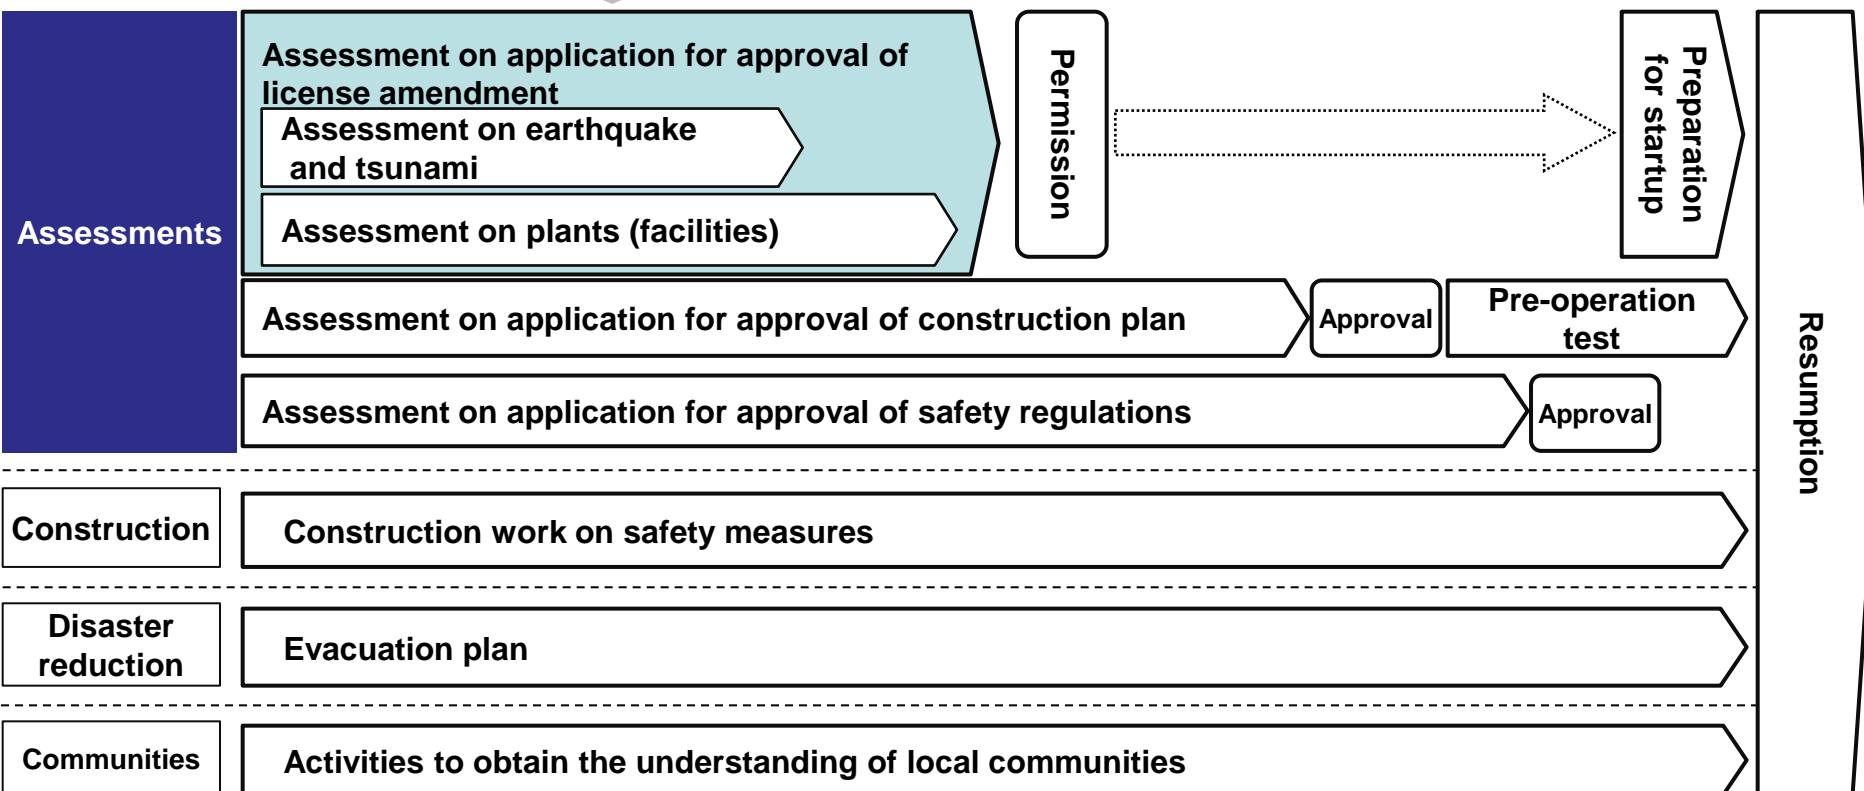 Assessments
Assessment on application for approval of
license amendment
Assessment on earthquake
and tsunami
Assessment on plants (facilities)
Permission
Preparation
for startup
Assessment on application for approval of construction plan
Approval
Pre-operation
test
Assessment on application for approval of safety regulations
Approval
Resumption
Construction
Construction work on safety measures
Disaster
reduction
Evacuation plan
Communities
Activities to obtain the understanding of local communities